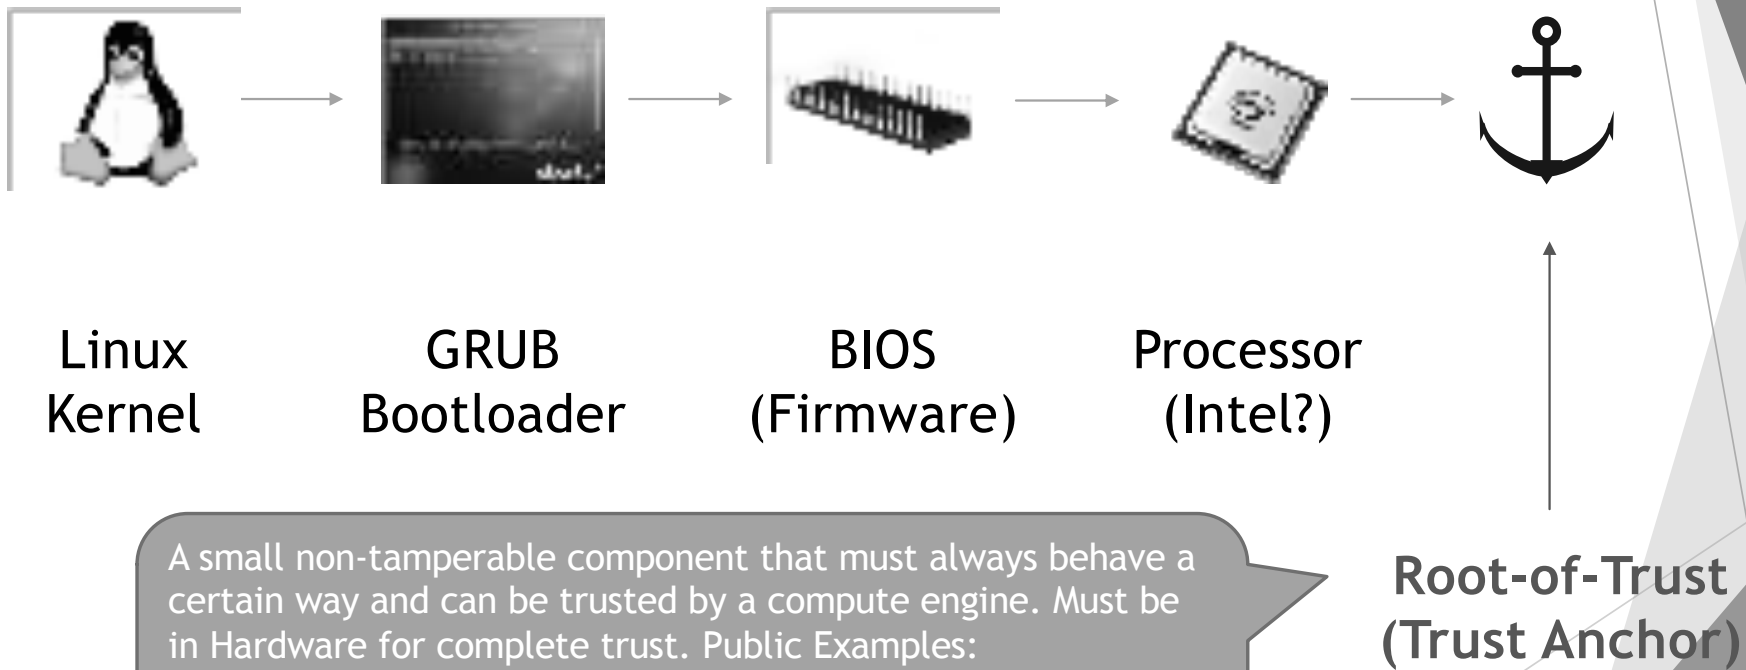 Linux
Kernel
GRUB
Bootloader
BIOS
(Firmware)
Processor
(Intel?)
A small non-tamperable component that must always behave a
certain way and can be trusted by a compute engine. Must be
in Hardware for complete trust. Public Examples:
Root-of-Trust
(Trust Anchor)